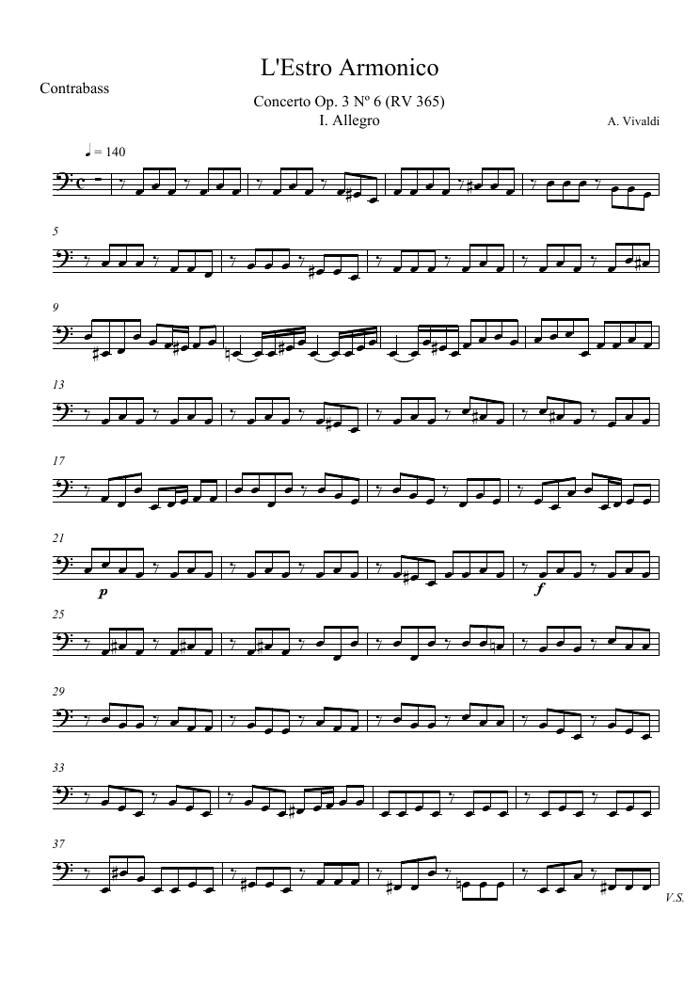 L'Estro Armonico
Contrabass
Concerto Op. 3 Nº 6 (RV 365)
I. Allegro
A. Vivaldi
♩ = 140
5
9
13
17
21
p
f
25
29
33
37
V.S.